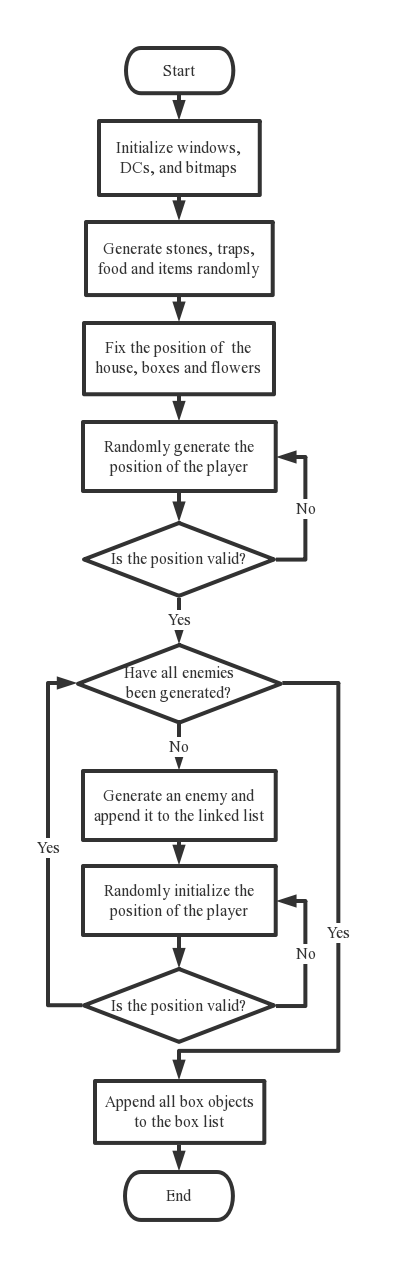 Start
Initialize windows,
DCs, and bitmaps
Generate stones, traps,
food and items randomly
Fix the position of the
house, boxes and flowers
Randomly generate the
position of the player
No
Is the position valid?
Yes
Have all enemies
been generated?
No
Generate an enemy and
append it to the linked list
Yes
Randomly initialize the
position of the player
Yes
No
Is the position valid?
Append all box objects
to the box list
End